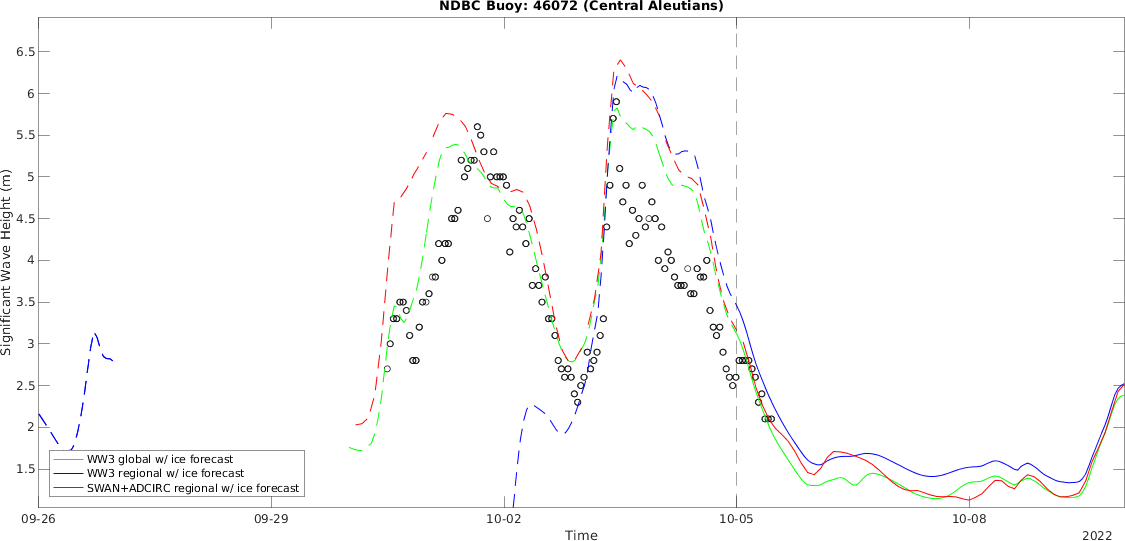 NDBC Buoy: 46072 (Central Aleutians)
6.5
6
5.5
5
4.5
4
3.5
3
2.5
2
1.5
Significant Wave Height (m)
WW3 global w/ ice forecast
WW3 regional w/ ice forecast
SWAN+ADCIRC regional w/ ice forecast
09-26
09-29
10-02
10-05
10-08
Time
2022